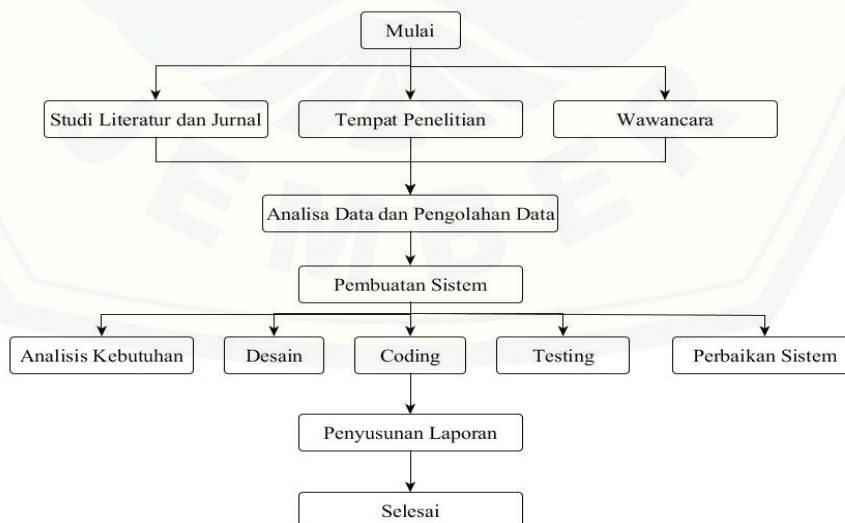 Mulai
Studi Literatur dan Jurnal
Tempat Penelitian
Wawancara
Analisa Data dan Pengolahan Data
Pembuatan Sistem
Analisis Kebutuhan
Desain
Coding
Testing
Perbaikan Sistem
Penyusunan Laporan
Selesai